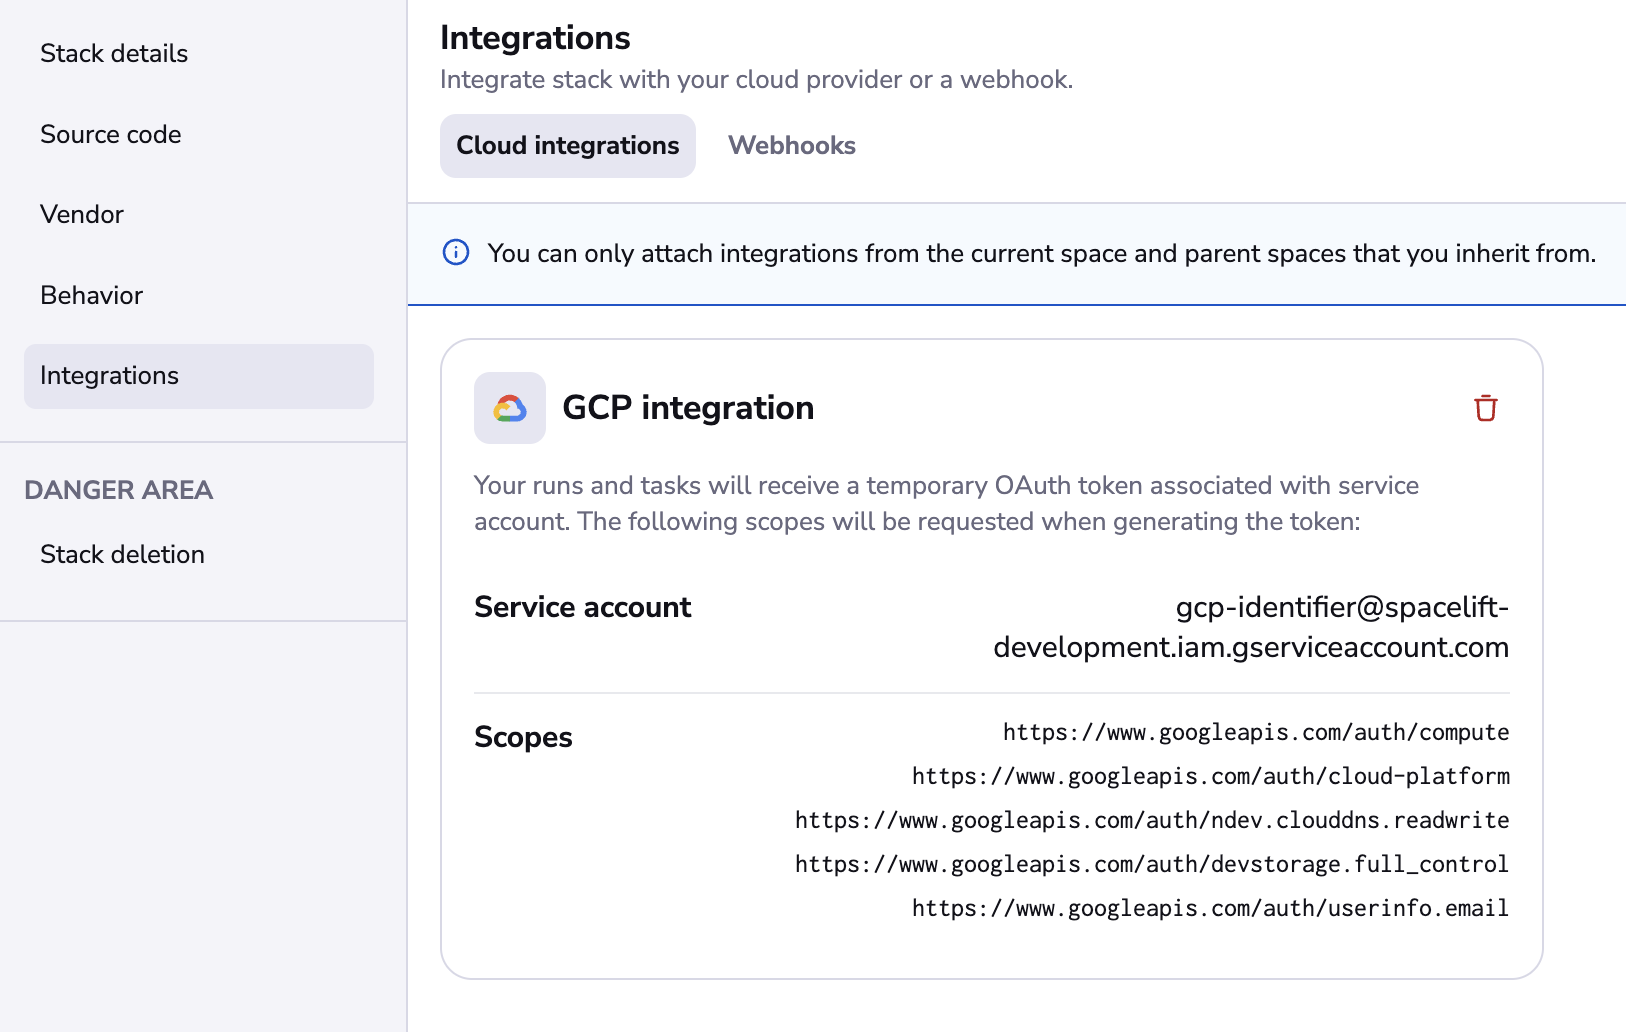 Stack details
Source code
Vendor
Behavior
Integrations
DANGER AREA
Stack deletion
Integrations
Integrate stack with your cloud provider or a webhook.
Cloud integrations
Webhooks
You can only attach integrations from the current space and parent spaces that you inherit from.
GCP integration
Your runs and tasks will receive a temporary OAuth token associated with service
account. The following scopes will be requested when generating the token:
Service account
gcp-identifier@spacelift-
development.iam.gserviceaccount.com
Scopes
https://www.googleapis.com/auth/compute
https://www.googleapis.com/auth/cloud-platform
https://www.googleapis.com/auth/ndev.clouddns.readwrite
https://www.googleapis.com/auth/devstorage.full_control
https://www.googleapis.com/auth/userinfo.email